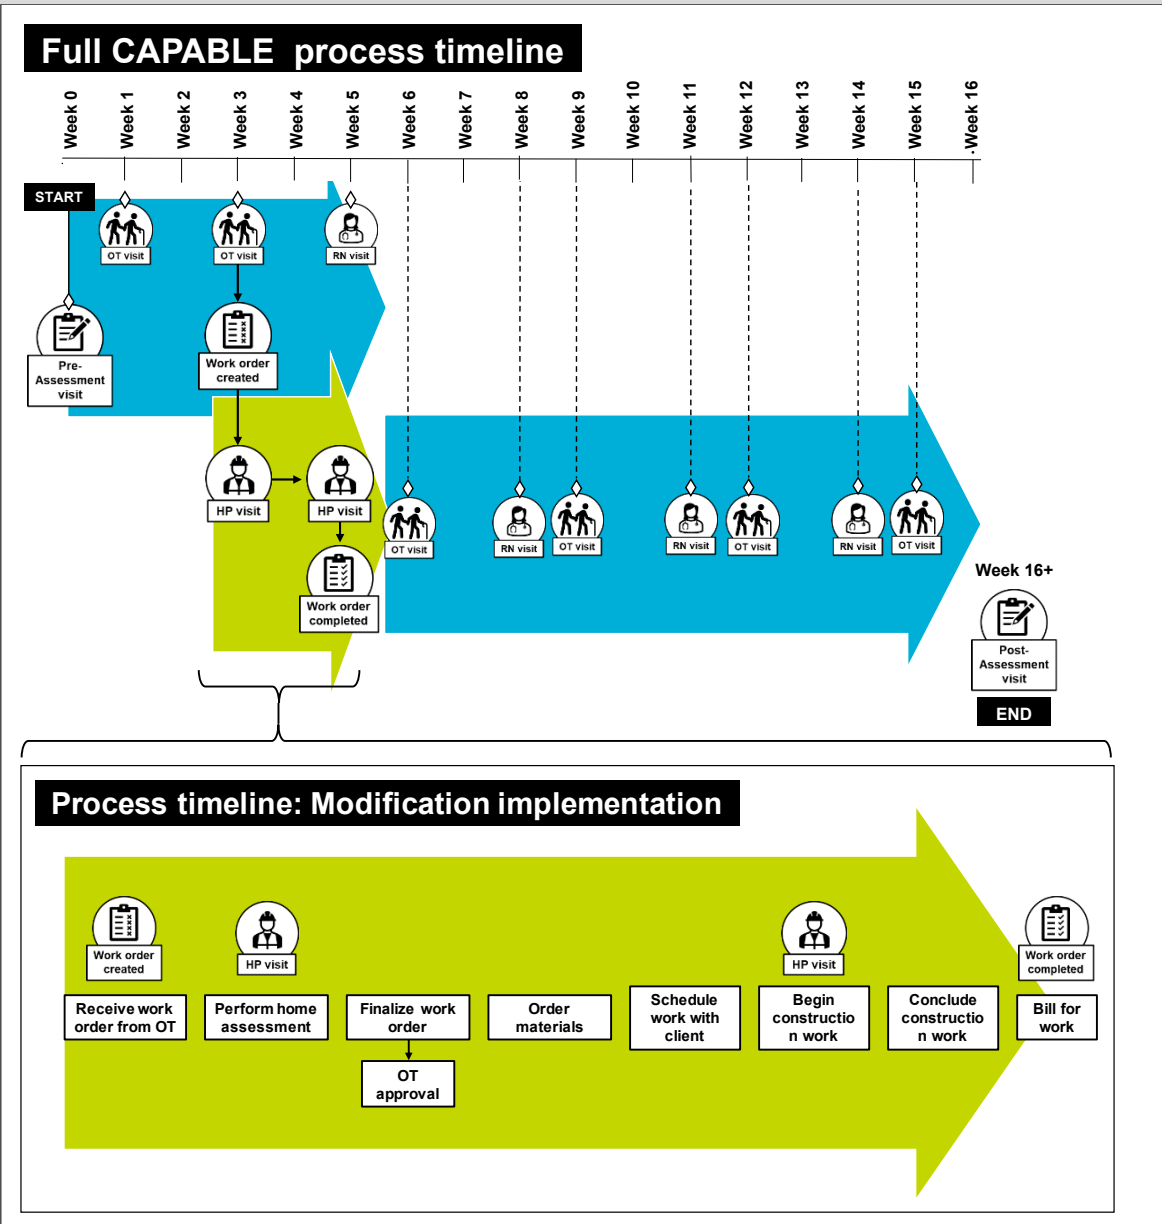 Full CAPABLE process timeline
Week 0
Week 1
Week 2
Week 3
Week 4
Week 5
Week 6
Week 7
Week 8
Week 9
Week 10
Week 11
Week 12
Week 13
Week 14
Week 15
Week 16
START
OT visit
OT visit
RN visit
Pre-
Assessment
visit
Work order
created
HP visit
HP visit
Work order
completed
OT visit
RN visit
OT visit
RN visit
OT visit
RN visit
OT visit
Week 16+
Post-
Assessment
visit
END
Process timeline: Modification implementation
Work order
created
HP visit
HP visit
Work order
completed
Receive work
order from OT
Perform home
assessment
Finalize work
order
OT
approval
Order
materials
Schedule
work with
client
Begin
constructio
n work
Conclude
constructio
n work
Bill for
work